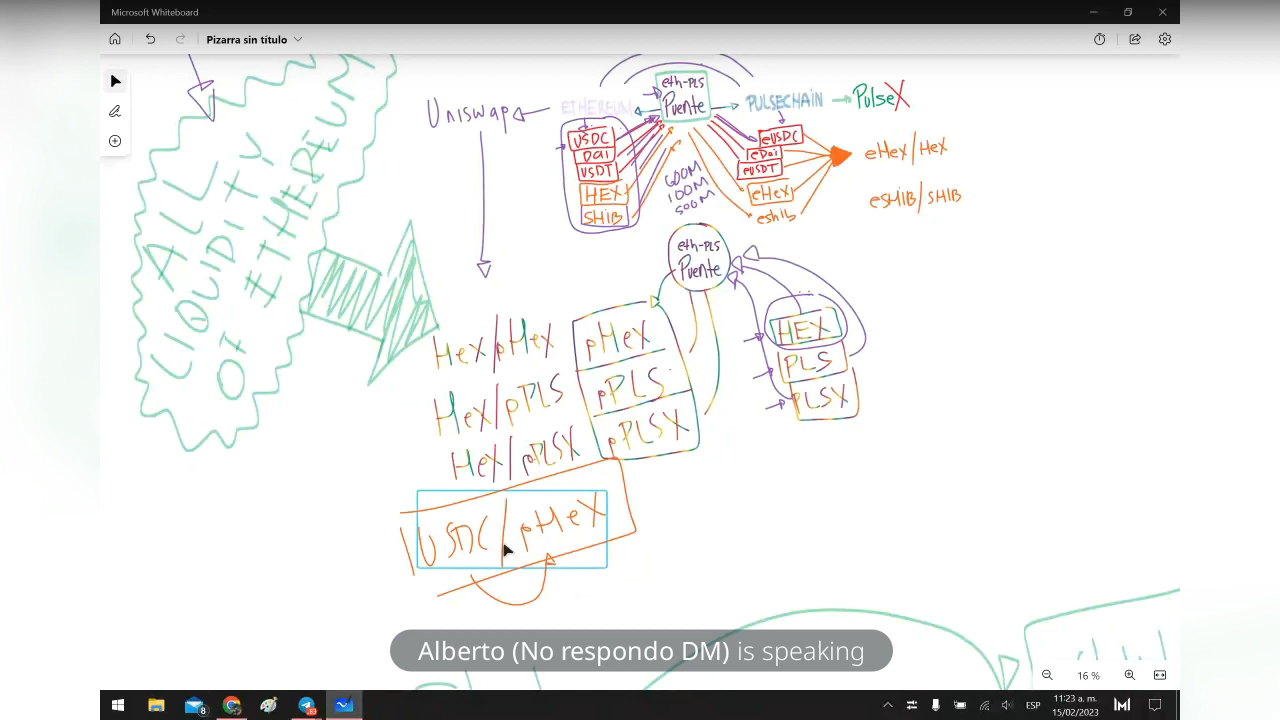 Microsoft Whiteboard
Pizarra sin título
eth-PLS
Puente
Uniswap
ETHEREUM
PULSECHAIN
PulseX
USDC
Dai
USDT
HEX
SHIB
600M
100M
500M
eUSDC
eDai
eUSDT
eHeX
eshib
eHex/HeX
eSHIB/SHIB
ALL
LIQUIDITY
OF ETHEREUM
eth-PLS
Puente
HeX/pHeX
HeX/pPLS
HeX/pPLSX
pHeX
pPLS
pPLSX
HEX
PLS
PLSX
USDC/pHeX
Alberto (No respondo DM) is speaking
16 %
8
83
ESP
11:23 a. m.
15/02/2023